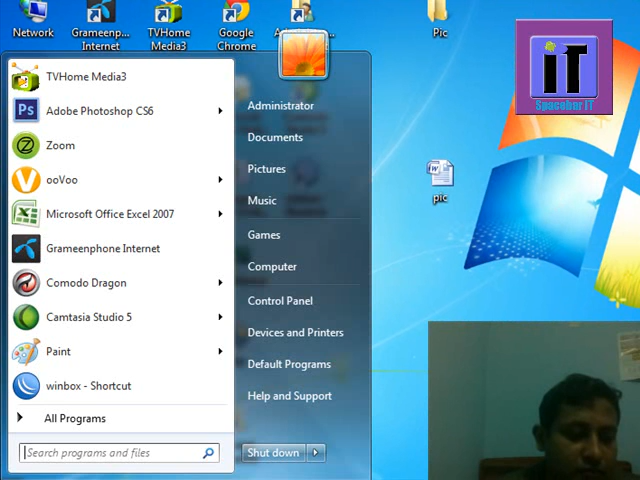 Network
Grameen...
Internet
TVHome
Media3
Google
Chrome
Pic
iT
Spacebar IT
TVHome Media3
Ps
Adobe Photoshop CS6
Zoom
ooVoo
Microsoft Office Excel 2007
Grameenphone Internet
Comodo Dragon
Camtasia Studio 5
Paint
winbox - Shortcut
All Programs
Search programs and files
Administrator
Documents
Pictures
Music
Games
Computer
Control Panel
Devices and Printers
Default Programs
Help and Support
Shut down
pic